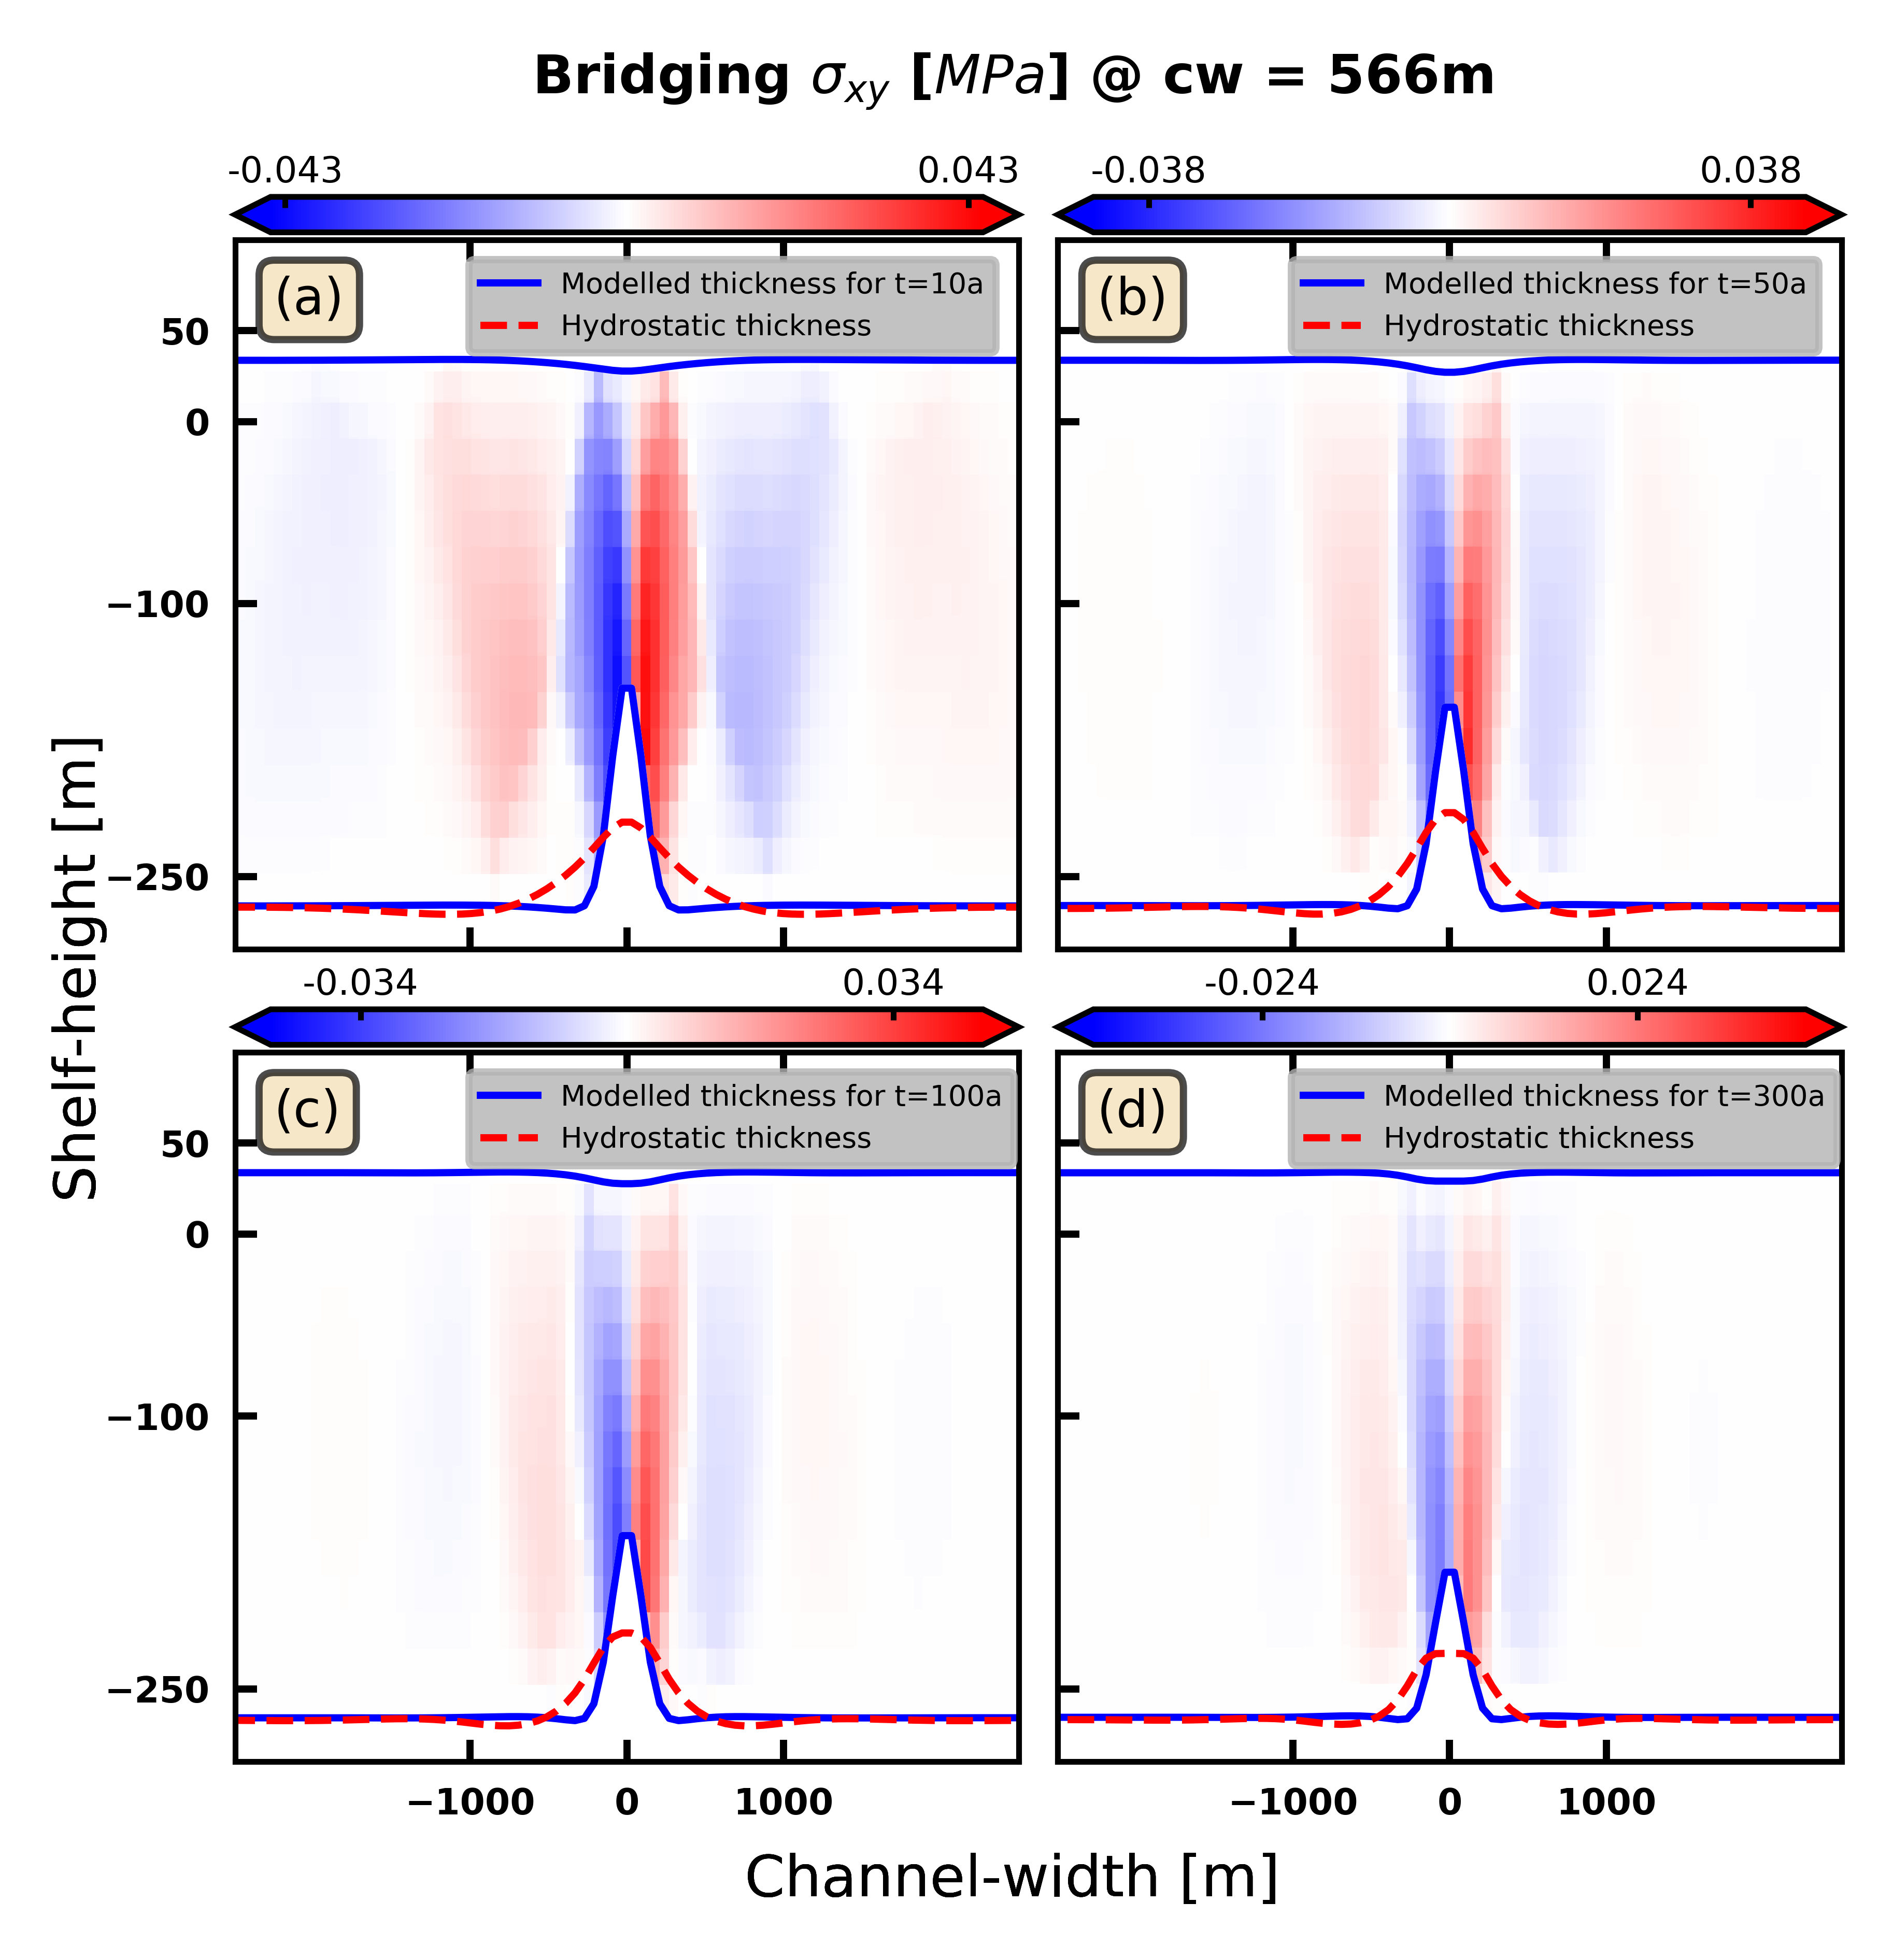 Bridging σxy [MPa] @ cw = 566m
-0.043 0.043
-0.038 0.038
(a)
Modelled thickness for t=10a
Hydrostatic thickness
(b)
Modelled thickness for t=50a
Hydrostatic thickness
50
0
−100
−250
-0.034 0.034
-0.024 0.024
(c)
Modelled thickness for t=100a
Hydrostatic thickness
(d)
Modelled thickness for t=300a
Hydrostatic thickness
50
0
−100
−250
Shelf-height [m]
−1000 0 1000
−1000 0 1000
Channel-width [m]